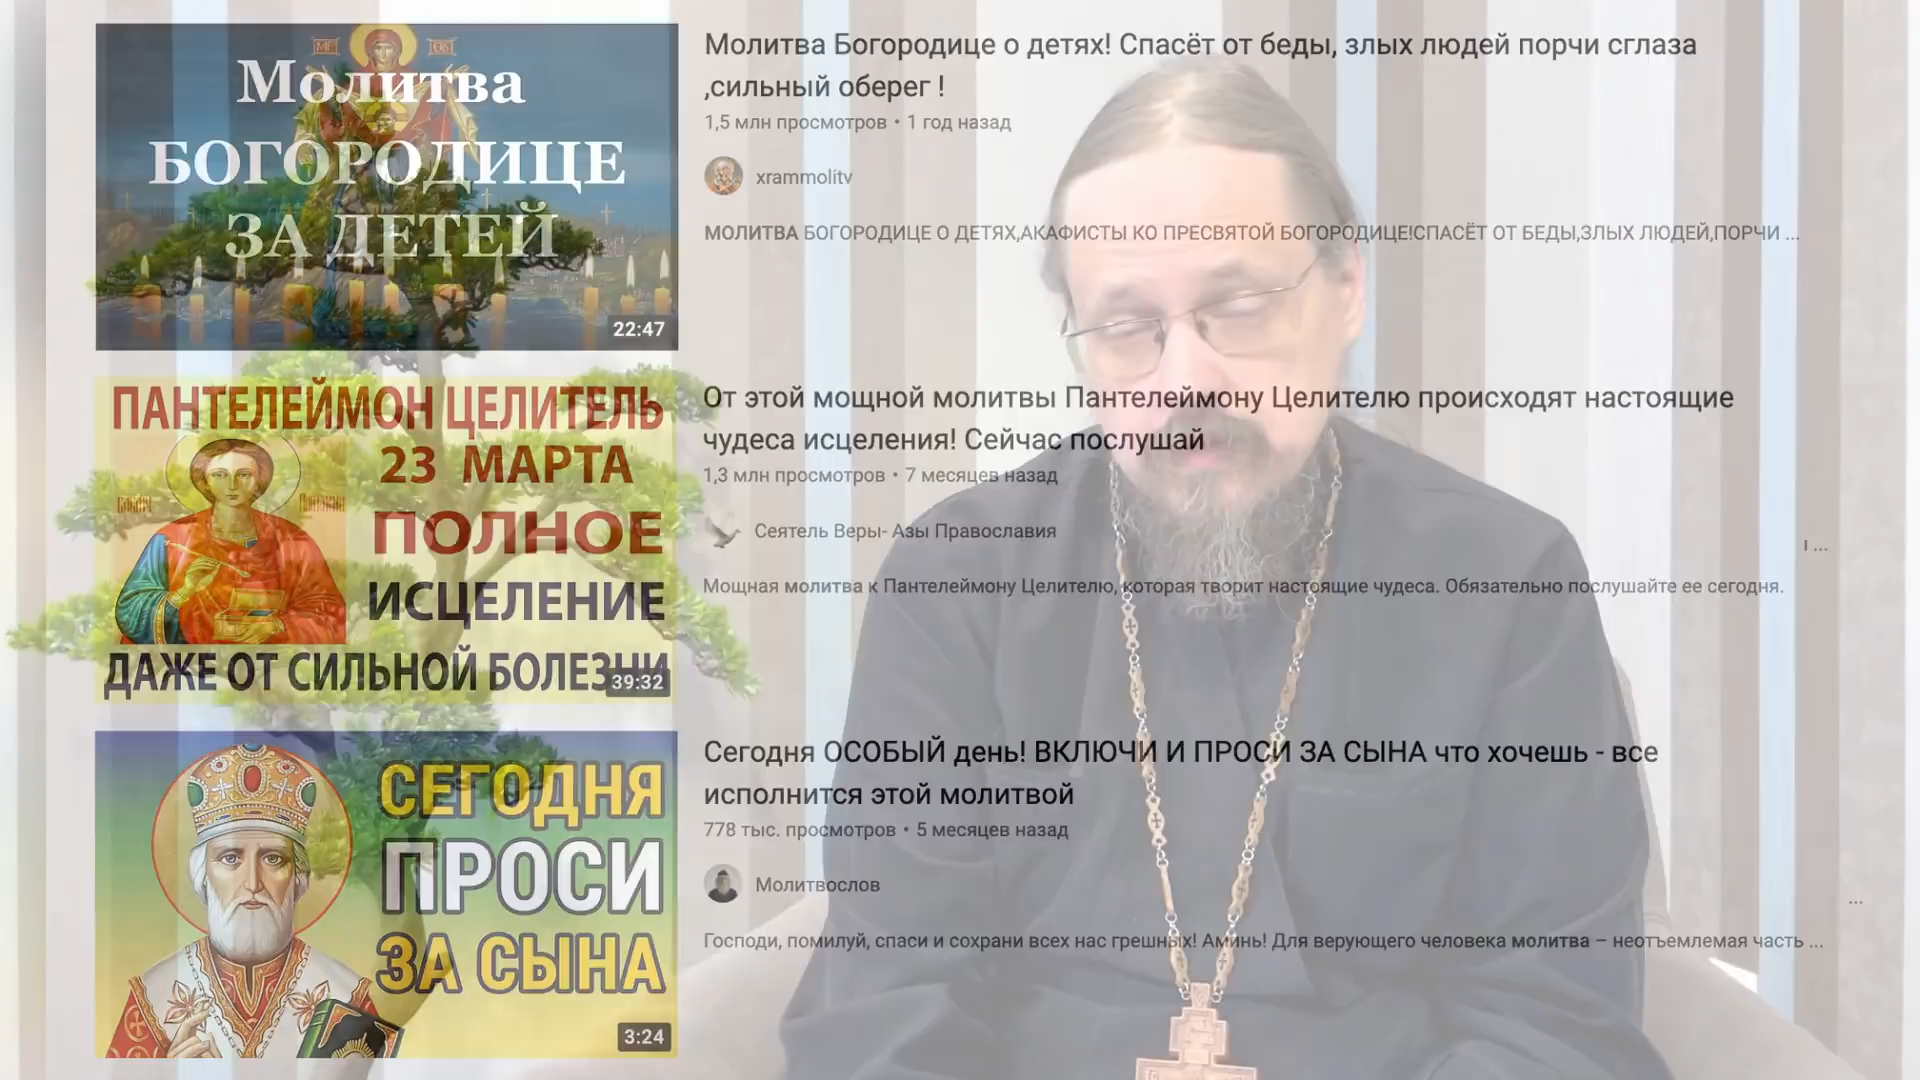 Молитва
БОГОРОДИЦЕ
ЗА ДЕТЕЙ
22:47
Молитва Богородице о детях! Спасёт от беды, злых людей порчи сглаза
,сильный оберег !
1,5 млн просмотров • 1 год назад
xrammolitv
МОЛИТВА БОГОРОДИЦЕ О ДЕТЯХ,АКАФИСТЫ КО ПРЕСВЯТОЙ БОГОРОДИЦЕ!СПАСЁТ ОТ БЕДЫ,ЗЛЫХ ЛЮДЕЙ,ПОРЧИ ...
ПАНТЕЛЕЙМОН ЦЕЛИТЕЛЬ
23 МАРТА
ПОЛНОЕ
ИСЦЕЛЕНИЕ
ДАЖЕ ОТ СИЛЬНОЙ БОЛЕЗНИ
39:32
От этой мощной молитвы Пантелеймону Целителю происходят настоящие
чудеса исцеления! Сейчас послушай
1,3 млн просмотров • 7 месяцев назад
Сеятель Веры- Азы Православия
Мощная молитва к Пантелеймону Целителю, которая творит настоящие чудеса. Обязательно послушайте ее сегодня.
СЕГОДНЯ
ПРОСИ
ЗА СЫНА
3:24
Сегодня ОСОБЫЙ день! ВКЛЮЧИ И ПРОСИ ЗА СЫНА что хочешь - все
исполнится этой молитвой
778 тыс. просмотров • 5 месяцев назад
Молитвослов
Господи, помилуй, спаси и сохрани всех нас грешных! Аминь! Для верующего человека молитва – неотъемлемая часть ...